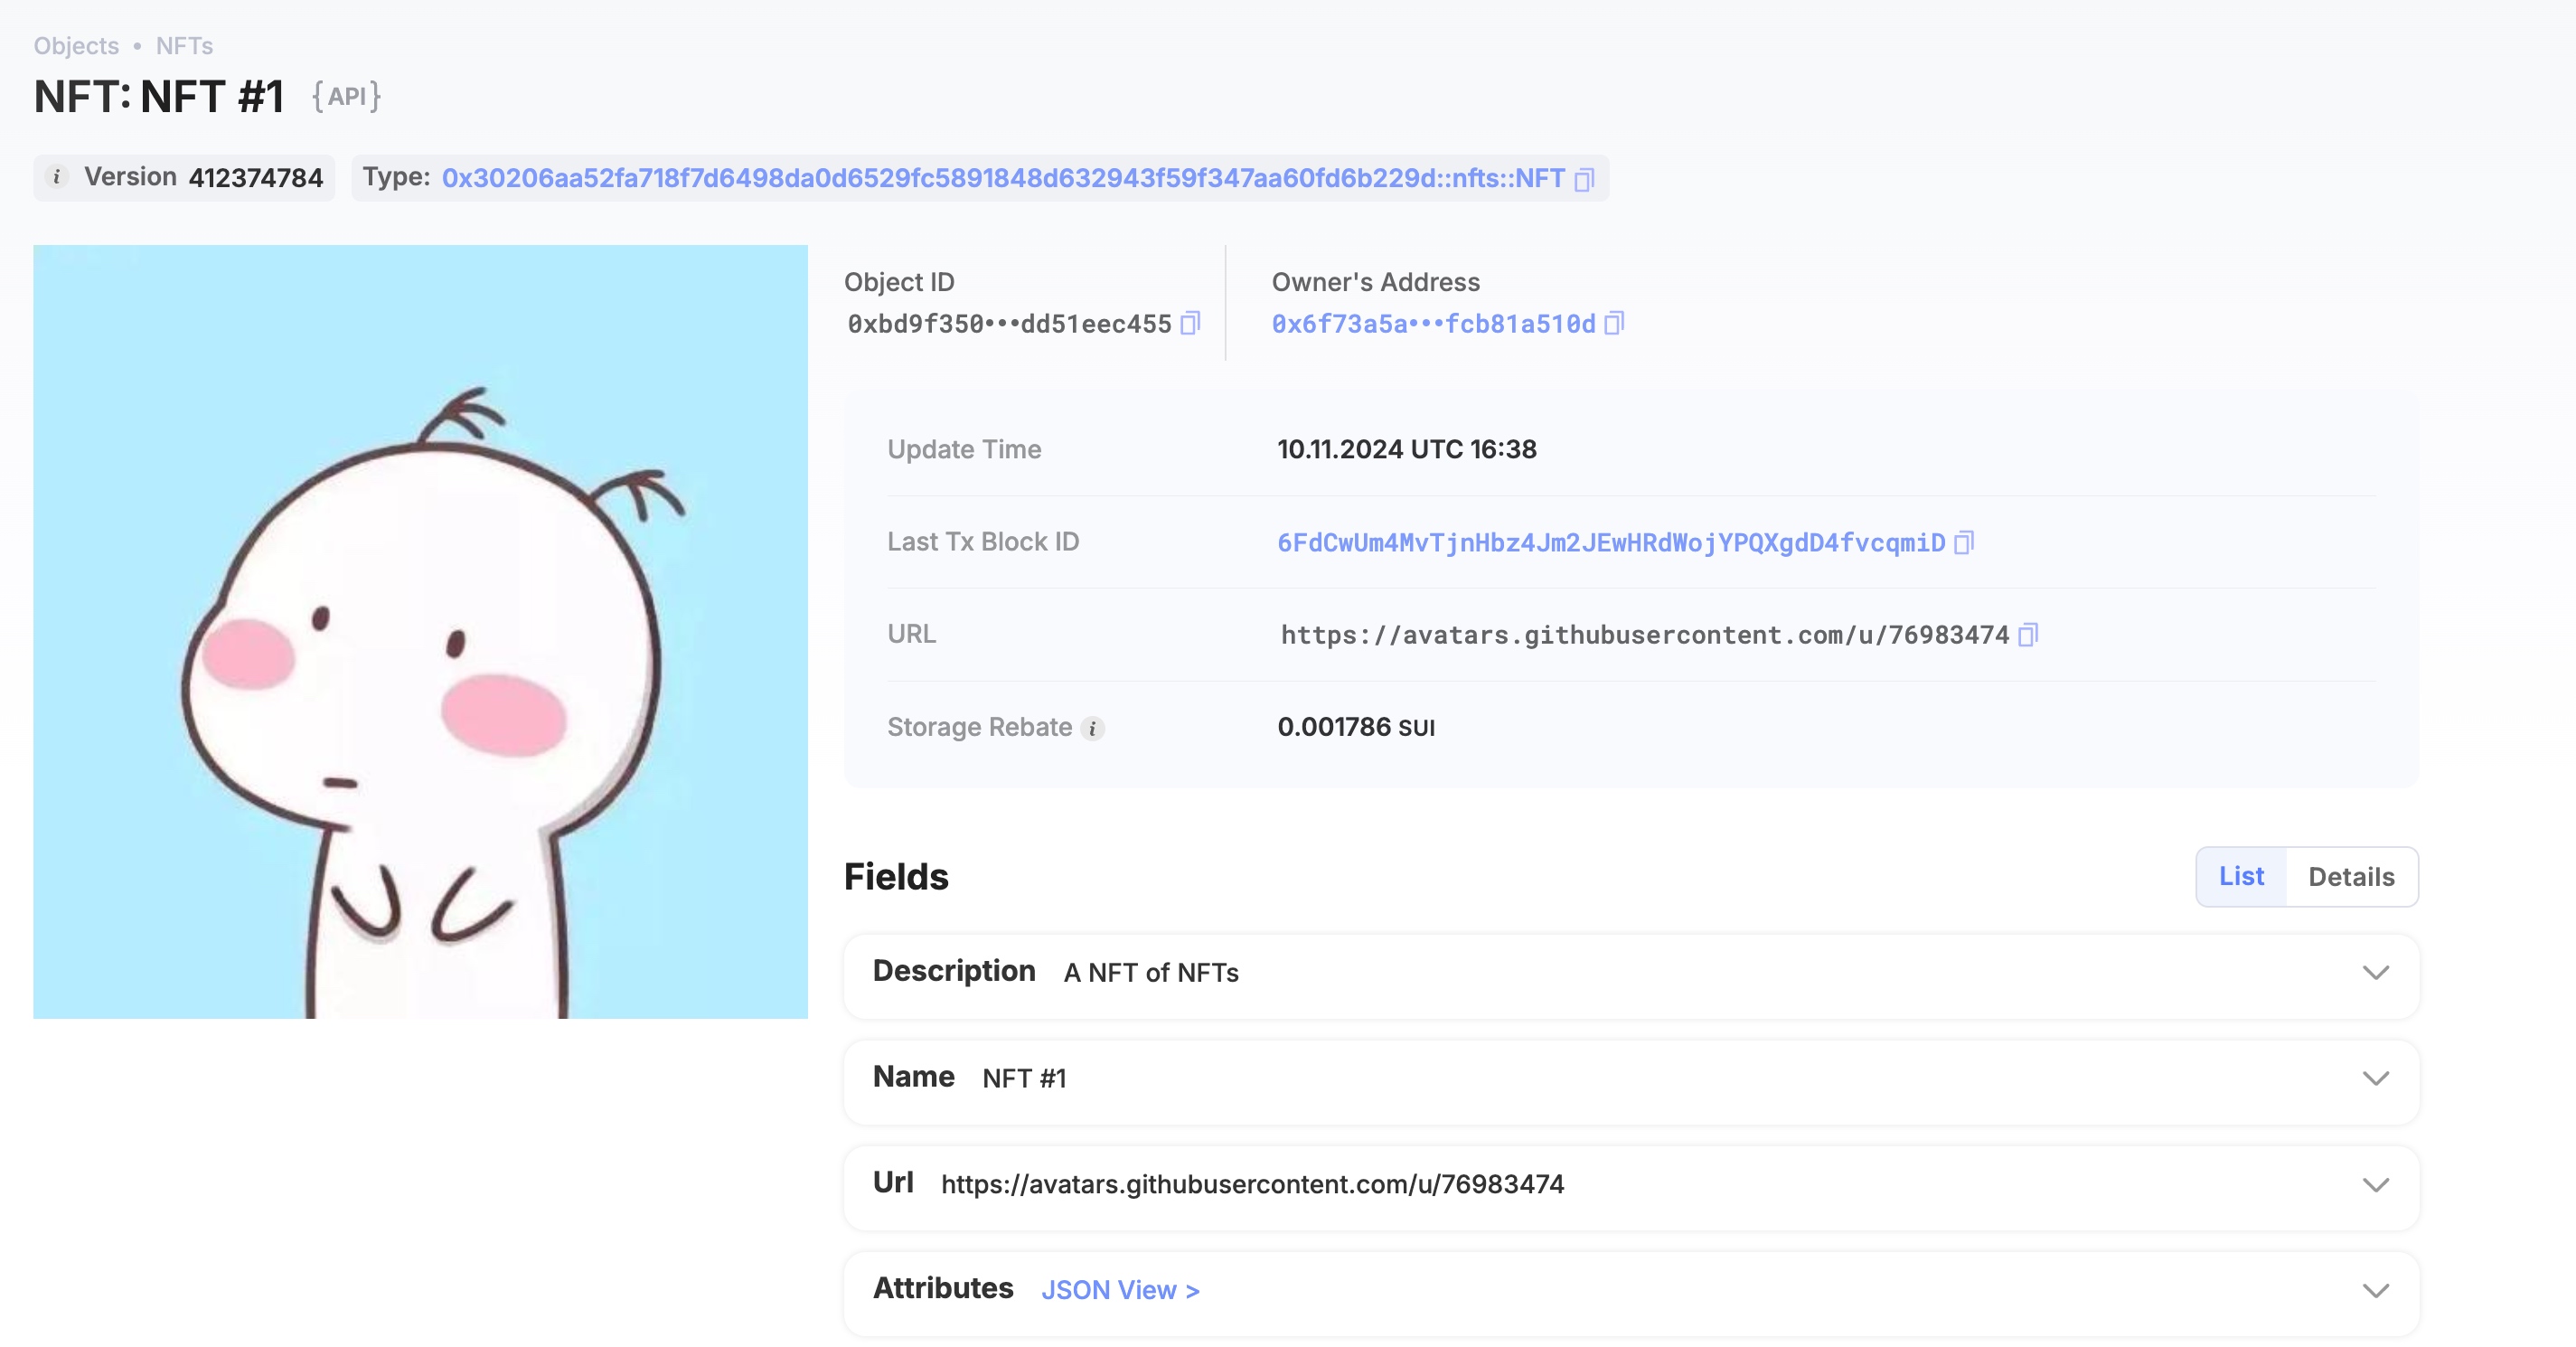 Objects • NFTs
NFT: NFT #1 {API}
i Version 412374784 Type: 0x30206aa52fa718f7d6498da0d6529fc5891848d632943f59f347aa60fd6b229d::nfts::NFT
Object ID Owner's Address
0xbd9f350•••dd51eec455 0x6f73a5a•••fcb81a510d
Update Time 10.11.2024 UTC 16:38
Last Tx Block ID 6FdCwUm4MvTjnHbz4Jm2JEwHRdWojYPQXgdD4fvcqmiD
URL https://avatars.githubusercontent.com/u/76983474
Storage Rebate i 0.001786 SUI
Fields List Details
Description A NFT of NFTs
Name NFT #1
Url https://avatars.githubusercontent.com/u/76983474
Attributes JSON View >